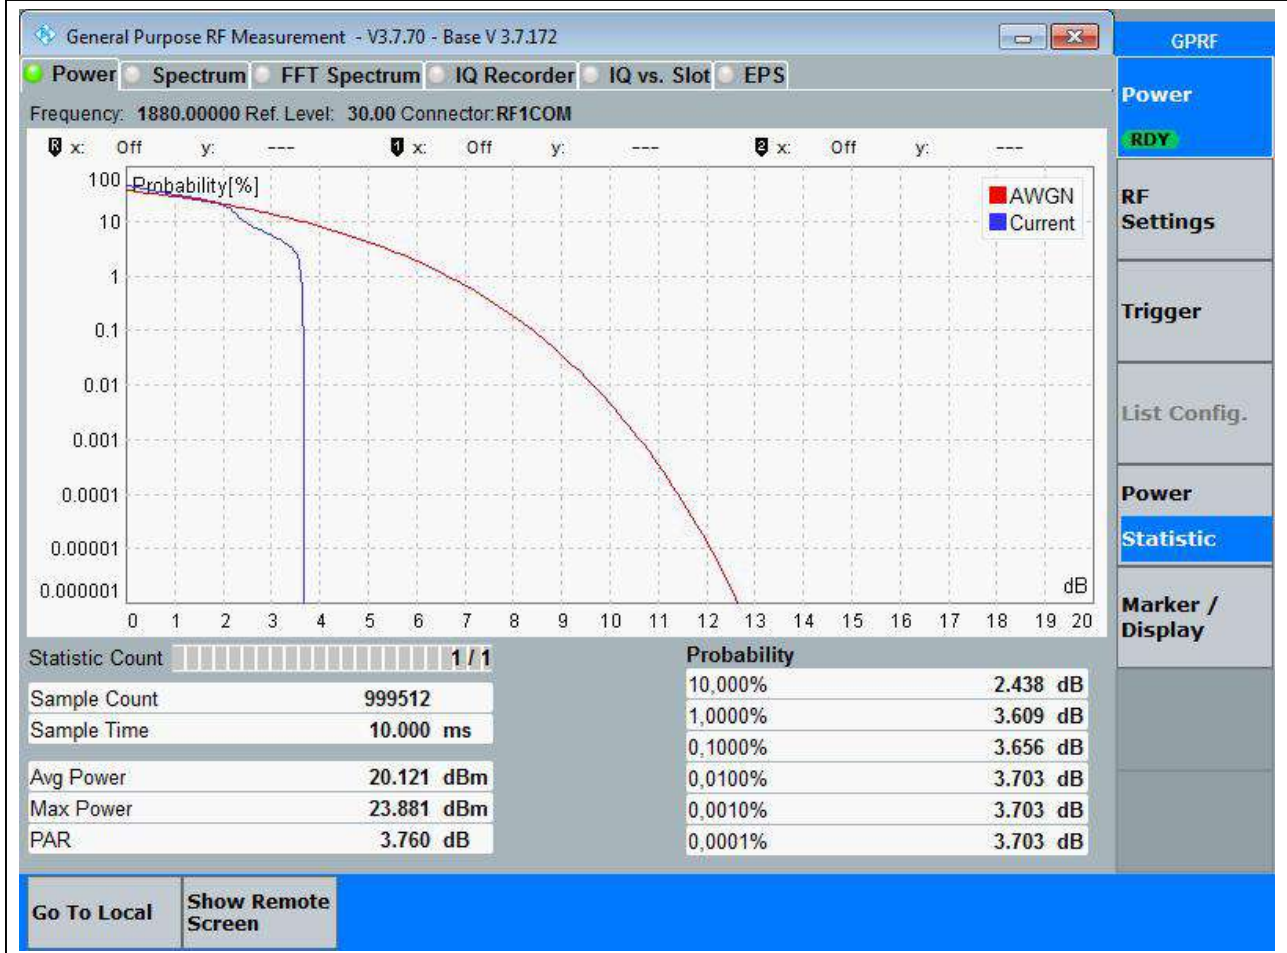 General Purpose RF Measurement - V3.7.70 - Base V 3.7.172
GPRF
Power Spectrum FFT Spectrum IQ Recorder IQ vs. Slot EPS
Power
RDY
Frequency: 1880.00000 Ref. Level: 30.00 Connector:RF1COM
R x: Off y: --- 1 x: Off y: --- 2 x: Off y: ---
Probability[%]
AWGN
Current
100
10
1
0.1
0.01
0.001
0.0001
0.00001
0.000001
dB
0 1 2 3 4 5 6 7 8 9 10 11 12 13 14 15 16 17 18 19 20
RF
Settings
Trigger
List Config.
Power
Statistic
Marker /
Display
Statistic Count 1 / 1
Sample Count 999512
Sample Time 10.000 ms
Avg Power 20.121 dBm
Max Power 23.881 dBm
PAR 3.760 dB
Probability
10,000% 2.438 dB
1,0000% 3.609 dB
0,1000% 3.656 dB
0,0100% 3.703 dB
0,0010% 3.703 dB
0,0001% 3.703 dB
Go To Local
Show Remote
Screen